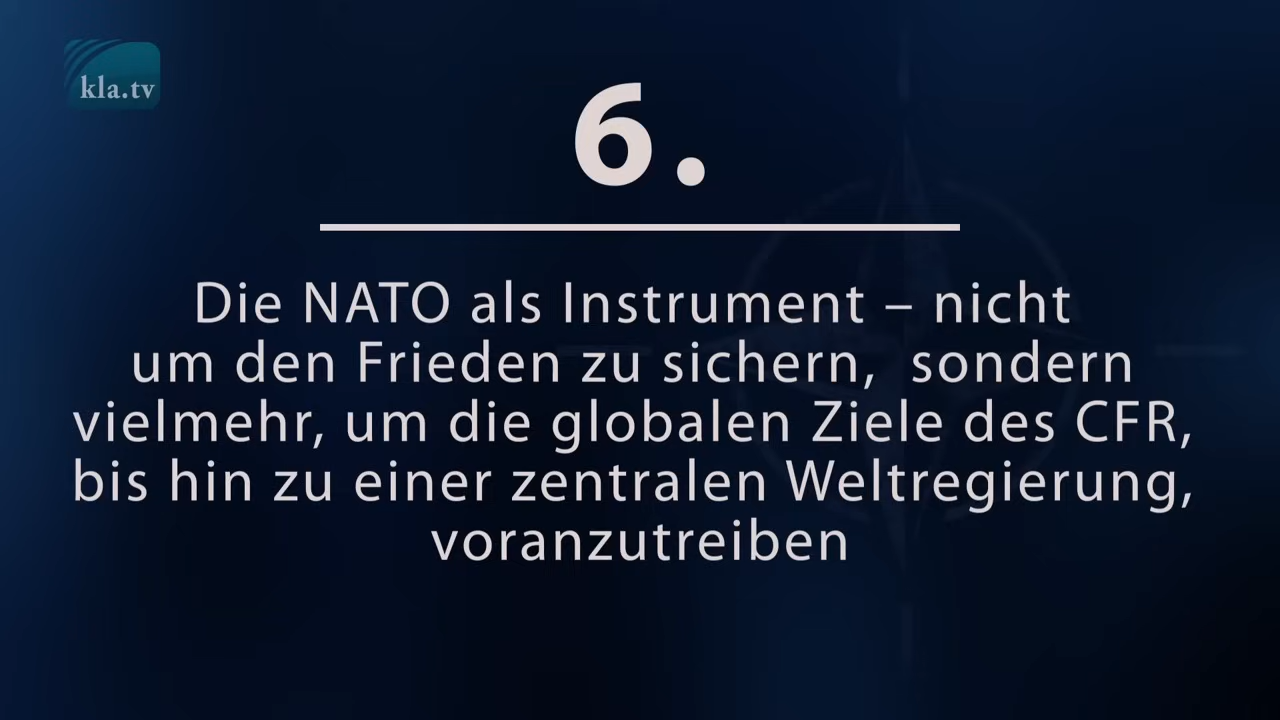 kla.tv
6.
Die NATO als Instrument – nicht
um den Frieden zu sichern, sondern
vielmehr, um die globalen Ziele des CFR,
bis hin zu einer zentralen Weltregierung,
voranzutreiben